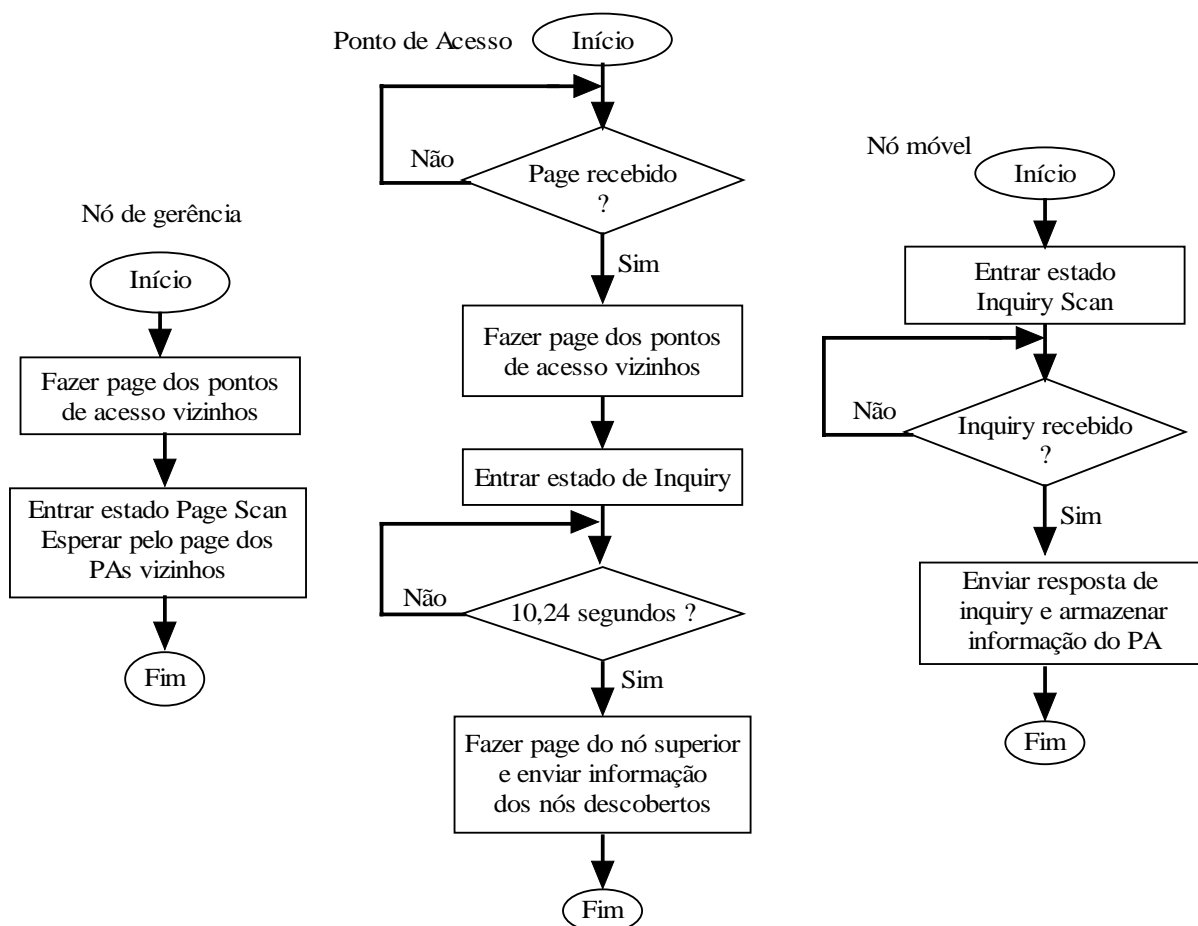 Nó de gerência
Início
Fazer page dos pontos
de acesso vizinhos
Entrar estado Page Scan
Esperar pelo page dos
PAs vizinhos
Fim
Ponto de Acesso
Início
Page recebido
?
Não
Sim
Fazer page dos pontos
de acesso vizinhos
Entrar estado de Inquiry
10,24 segundos ?
Não
Sim
Fazer page do nó superior
e enviar informação
dos nós descobertos
Fim
Nó móvel
Início
Entrar estado
Inquiry Scan
Inquiry recebido
?
Não
Sim
Enviar resposta de
inquiry e armazenar
informação do PA
Fim